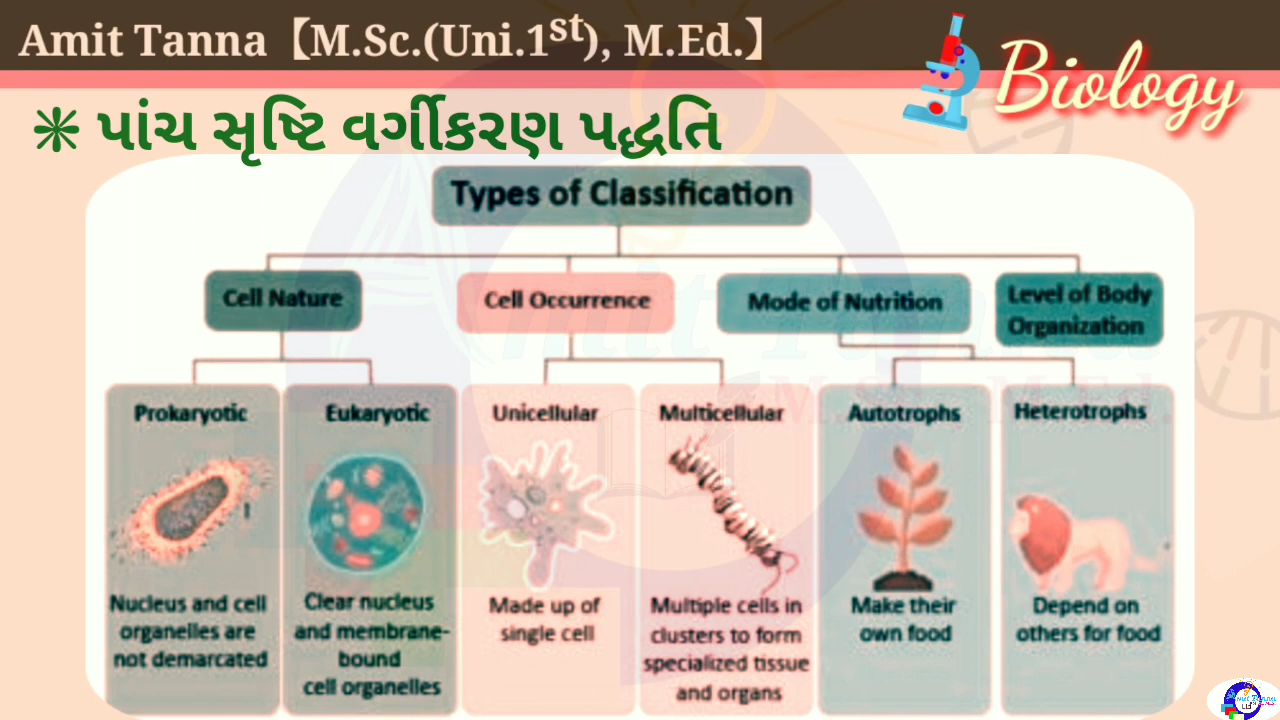 Amit Tanna【M.Sc.(Uni.1st), M.Ed.】
Biology
❋ પાંચ સૃષ્ટિ વર્ગીકરણ પદ્ધતિ
Types of Classification
Cell Nature
Cell Occurrence
Mode of Nutrition
Level of Body
Organization
Prokaryotic
Nucleus and cell
organelles are
not demarcated
Eukaryotic
Clear nucleus
and membrane-
bound
cell organelles
Unicellular
Made up of
single cell
Multicellular
Multiple cells in
clusters to form
specialized tissue
and organs
Autotrophs
Make their
own food
Heterotrophs
Depend on
others for food
Amit Tanna